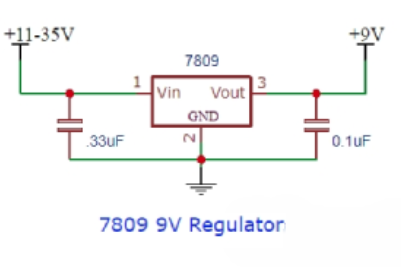 +11-35V
+9V
7809
1
3
Vin
Vout
GND
2
.33uF
0.1uF
7809 9V Regulator